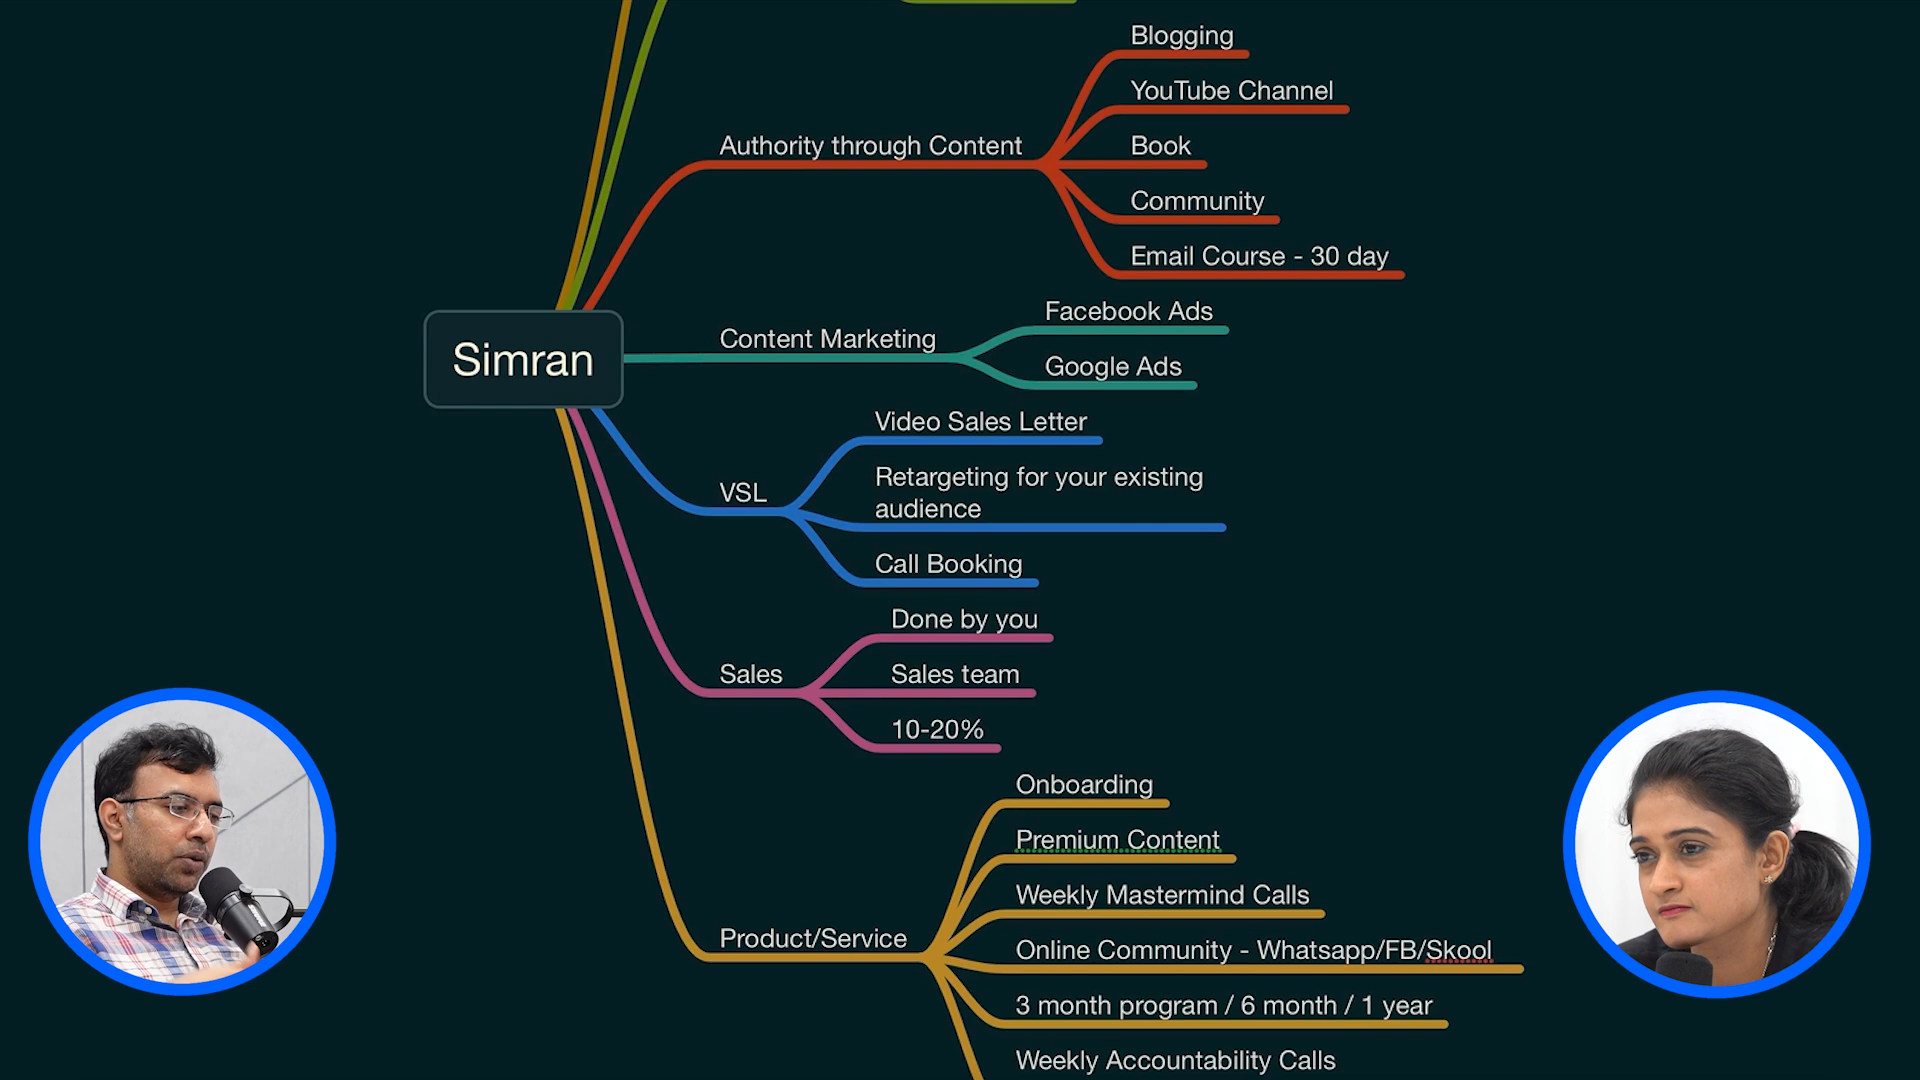 Blogging
YouTube Channel
Authority through Content
Book
Community
Email Course - 30 day
Simran
Content Marketing
Facebook Ads
Google Ads
VSL
Video Sales Letter
Retargeting for your existing
audience
Call Booking
Sales
Done by you
Sales team
10-20%
Product/Service
Onboarding
Premium Content
Weekly Mastermind Calls
Online Community - Whatsapp/FB/Skool
3 month program / 6 month / 1 year
Weekly Accountability Calls